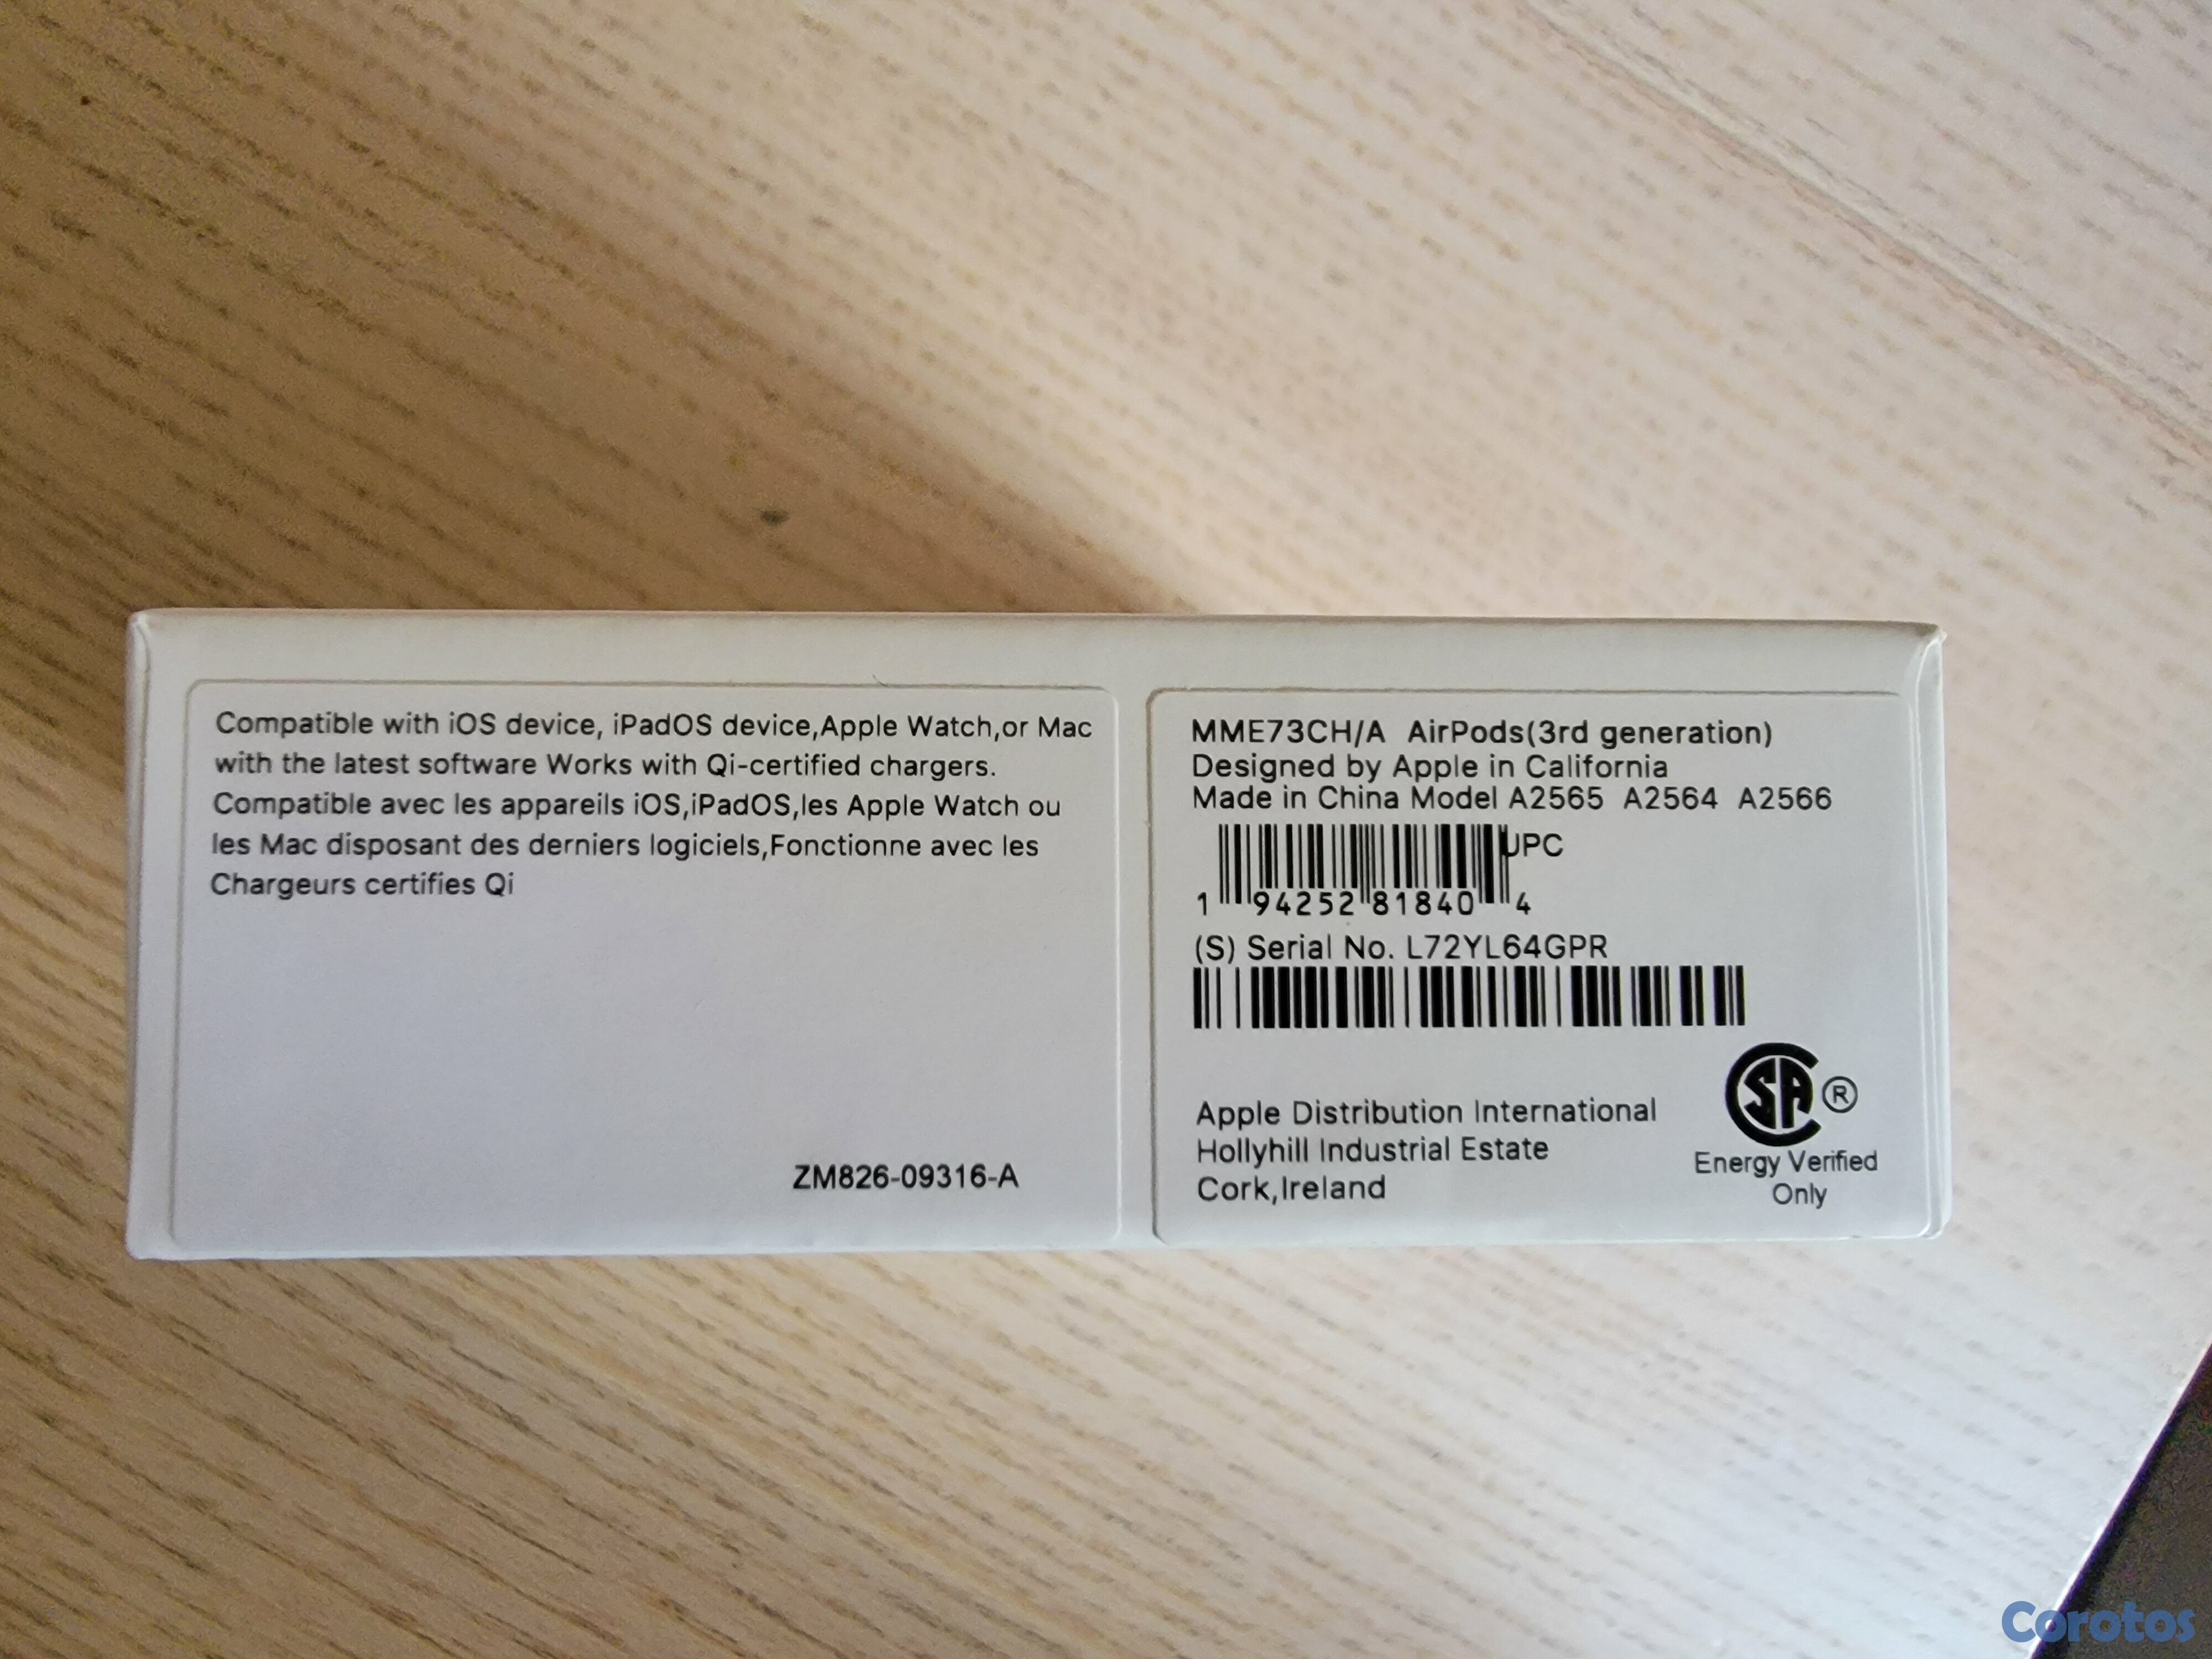 Compatible with iOS device, iPadOS device,Apple Watch,or Mac
with the latest software Works with Qi-certified chargers.
Compatible avec les appareils iOS,iPadOS,les Apple Watch ou
les Mac disposant des derniers logiciels,Fonctionne avec les
Chargeurs certifies Qi
ZM826-09316-A
MME73CH/A AirPods(3rd generation)
Designed by Apple in California
Made in China Model A2565 A2564 A2566
UPC
1 94252 81840 4
(S) Serial No. L72YL64GPR
Apple Distribution International
Hollyhill Industrial Estate
Cork,Ireland
SA ®
Energy Verified
Only
Corotos